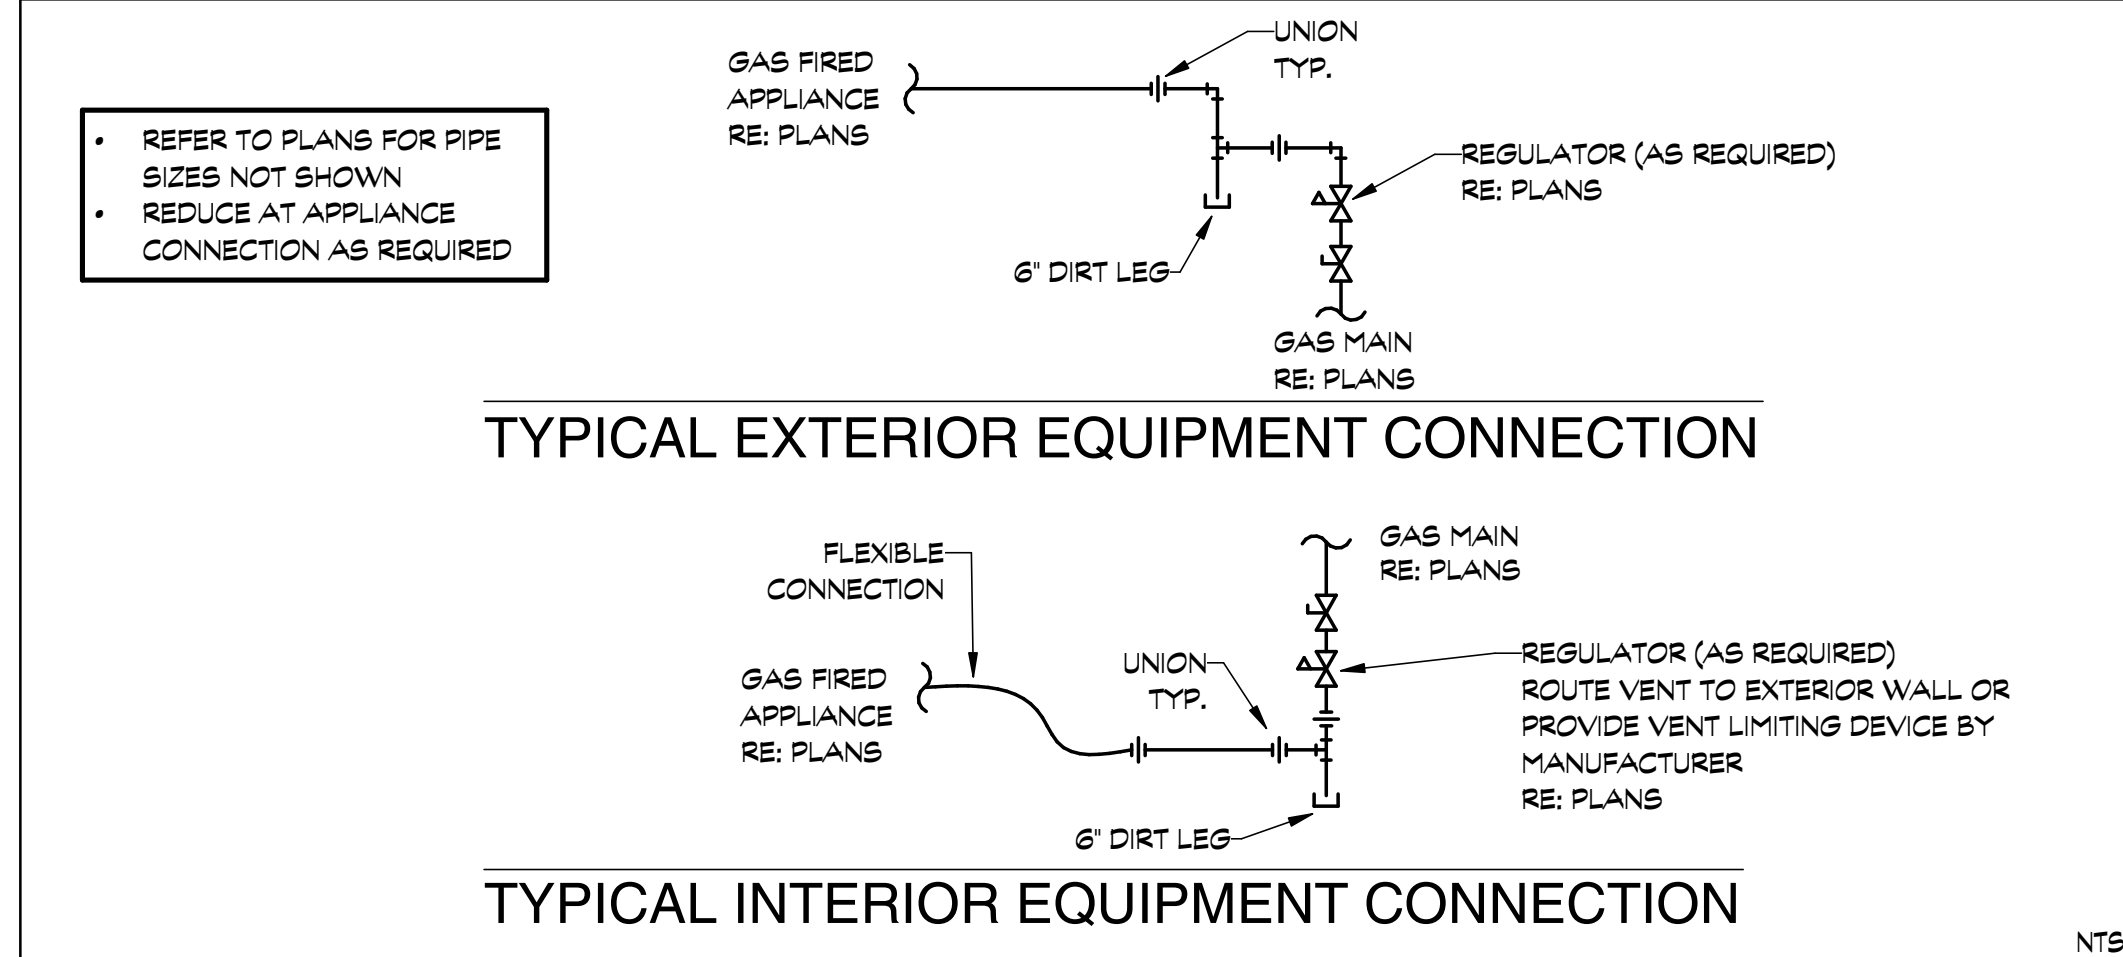 • REFER TO PLANS FOR PIPE
SIZES NOT SHOWN
• REDUCE AT APPLIANCE
CONNECTION AS REQUIRED
GAS FIRED
APPLIANCE
RE: PLANS
UNION
TYP.
REGULATOR (AS REQUIRED)
RE: PLANS
6" DIRT LEG
GAS MAIN
RE: PLANS
TYPICAL EXTERIOR EQUIPMENT CONNECTION
FLEXIBLE
CONNECTION
GAS MAIN
RE: PLANS
GAS FIRED
APPLIANCE
RE: PLANS
UNION
TYP.
REGULATOR (AS REQUIRED)
ROUTE VENT TO EXTERIOR WALL OR
PROVIDE VENT LIMITING DEVICE BY
MANUFACTURER
RE: PLANS
6" DIRT LEG
TYPICAL INTERIOR EQUIPMENT CONNECTION
NTS